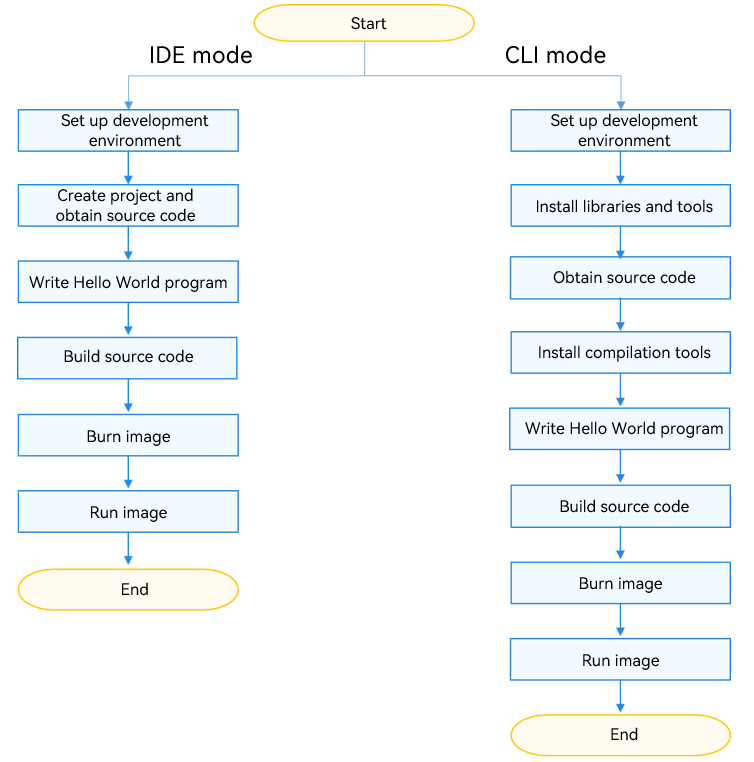 Start
IDE mode
Set up development
environment
Create project and
obtain source code
Write Hello World program
Build source code
Burn image
Run image
End
CLI mode
Set up development
environment
Install libraries and tools
Obtain source code
Install compilation tools
Write Hello World program
Build source code
Burn image
Run image
End